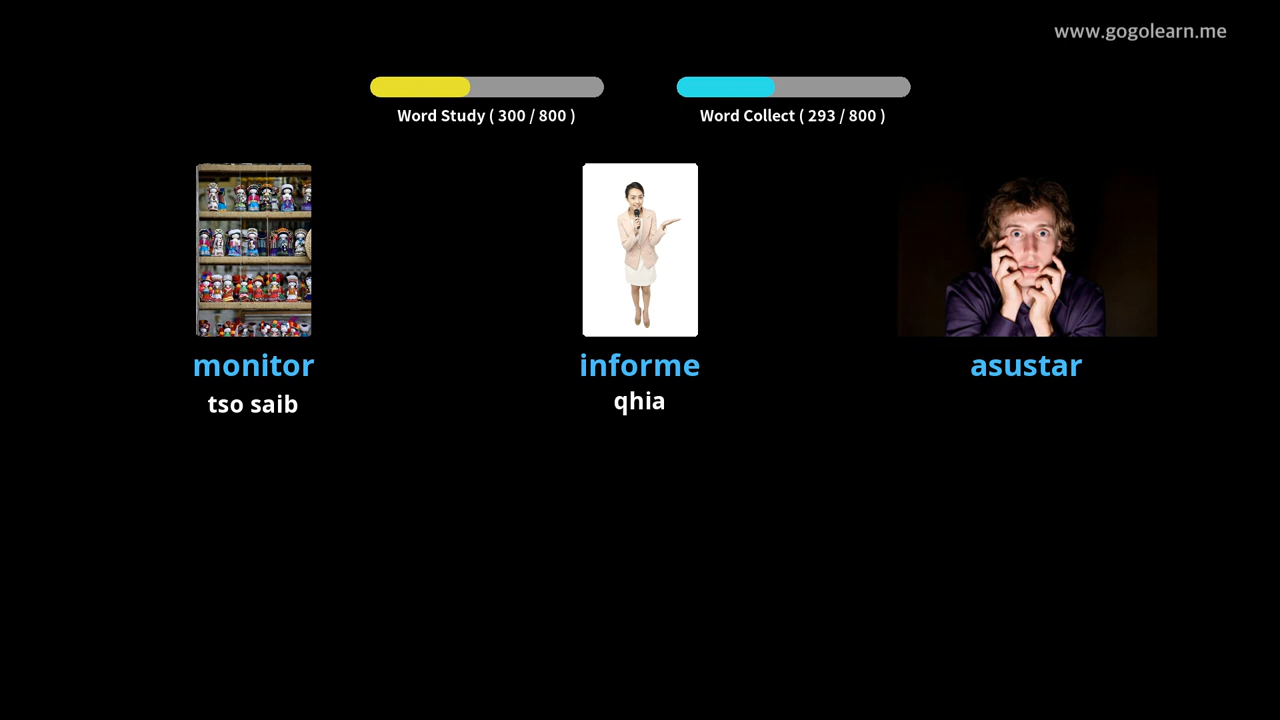 www.gogolearn.me
Word Study ( 300 / 800 )
Word Collect ( 293 / 800 )
monitor
tso saib
informe
qhia
asustar